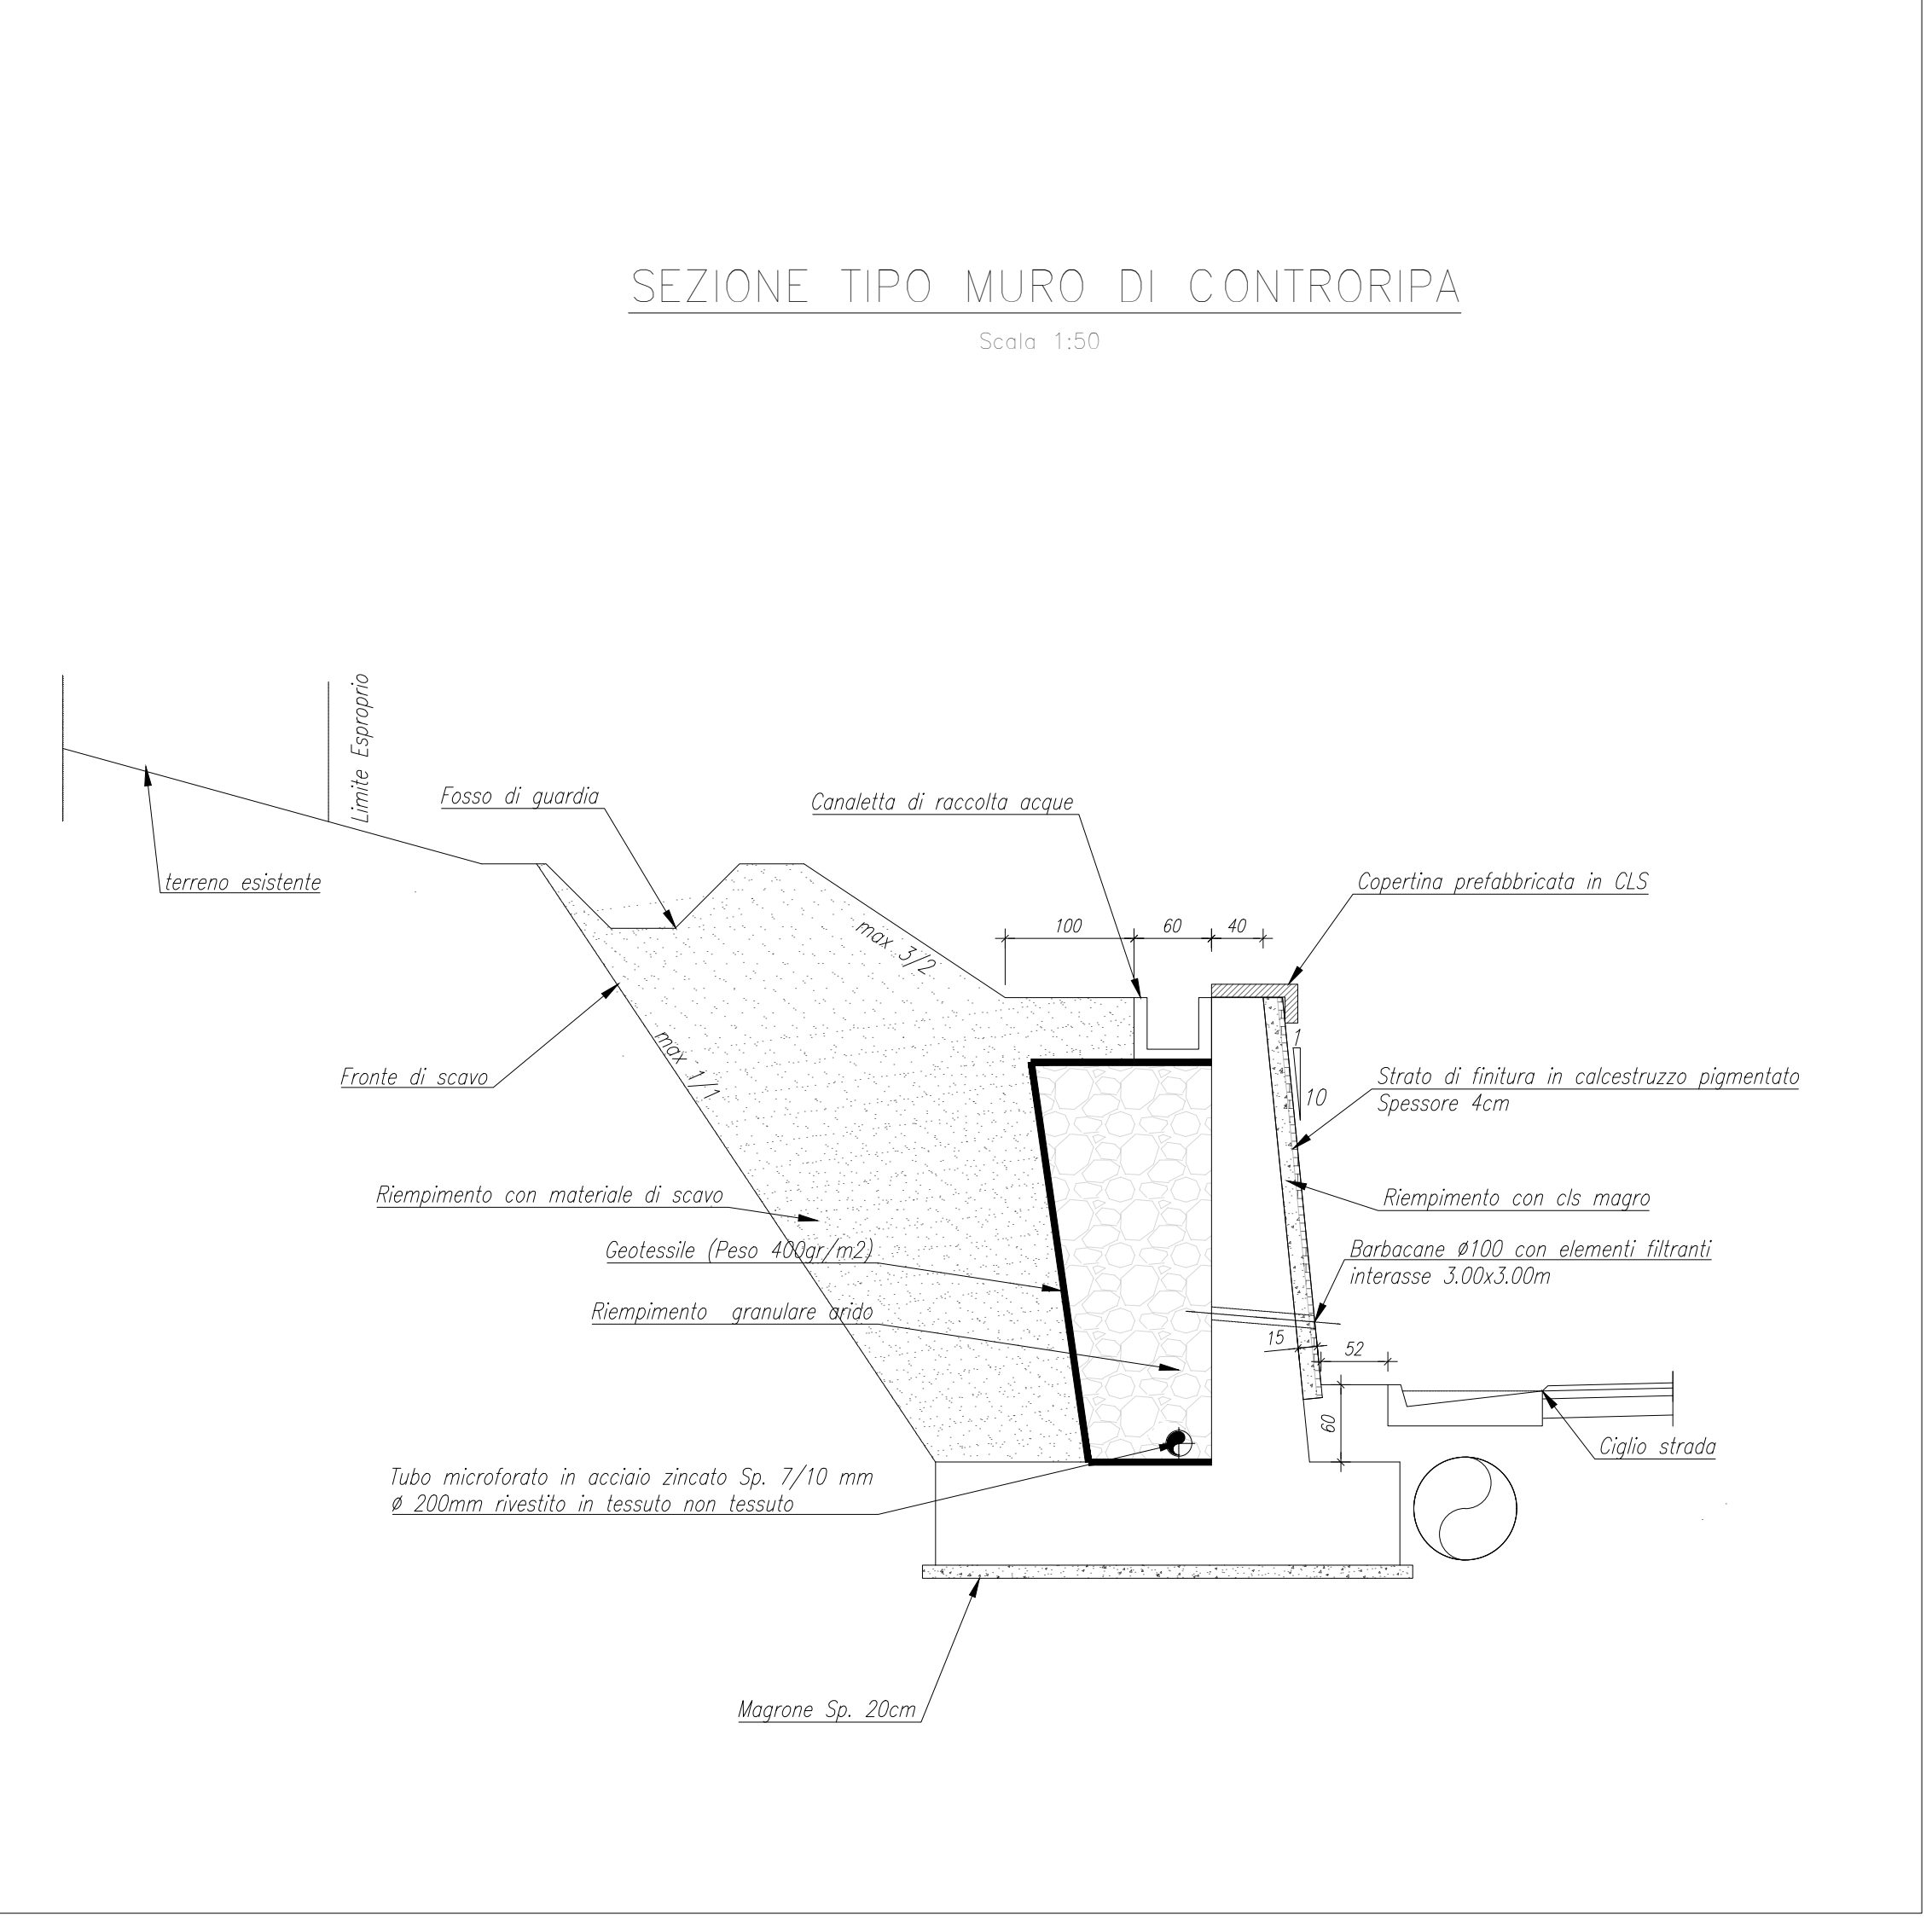 SEZIONE TIPO MURO DI CONTRORIPA
Scala 1:50
Limite Esproprio
Fosso di guardia
Canaletta di raccolta acque
terreno esistente
Copertina prefabbricata in CLS
100
60
40
max 3/2
max 1/1
1
10
Fronte di scavo
Strato di finitura in calcestruzzo pigmentato
Spessore 4cm
Riempimento con materiale di scavo
Riempimento con cls magro
Geotessile (Peso 400gr/m2)
Barbacane ø100 con elementi filtranti
interasse 3.00x3.00m
Riempimento granulare arido
15
52
60
Ciglio strada
Tubo microforato in acciaio zincato Sp. 7/10 mm
ø 200mm rivestito in tessuto non tessuto
Magrone Sp. 20cm